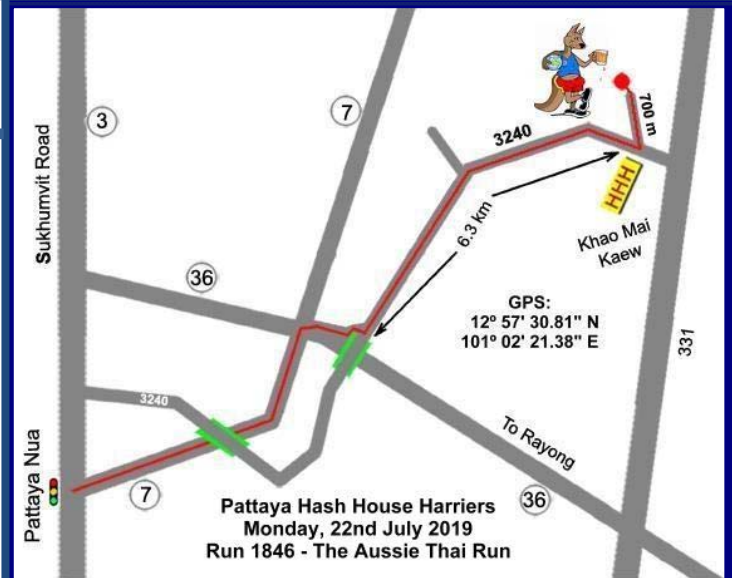 3
Sukhumvit Road
7
3240
700 m
HHH
Khao Mai
Kaew
6.3 km
36
GPS:
12º 57' 30.81" N
101º 02' 21.38" E
331
3240
To Rayong
36
Pattaya Nua
7
Pattaya Hash House Harriers
Monday, 22nd July 2019
Run 1846 - The Aussie Thai Run